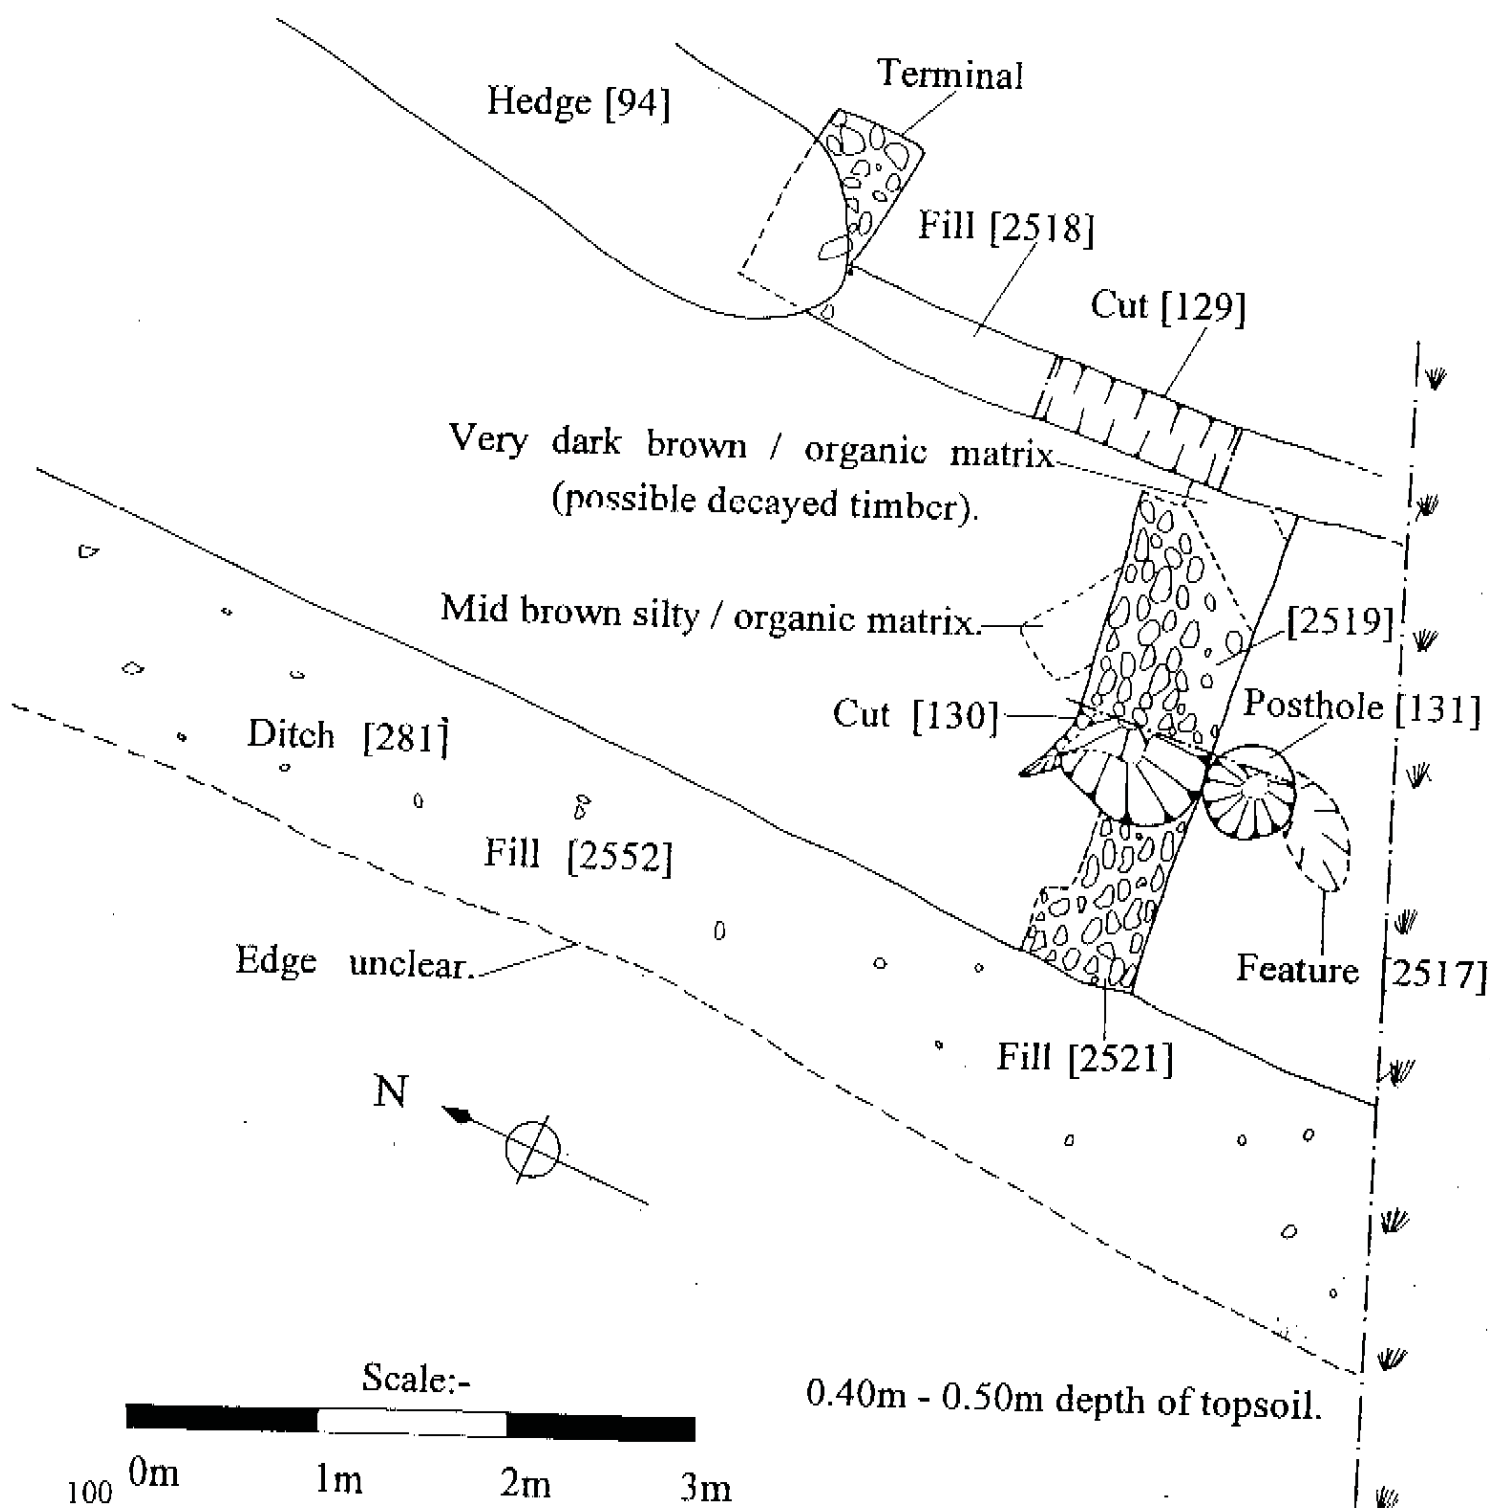 Terminal
Hedge [94]
Fill [2518]
Cut [129]
Very dark brown / organic matrix
(possible decayed timber).
Mid brown silty / organic matrix.
[2519]
Cut [130]
Posthole [131]
Ditch [281]
Fill [2552]
Edge unclear.
Feature [2517]
Fill [2521]
N
Scale:-
0.40m - 0.50m depth of topsoil.
0m 1m 2m 3m
100